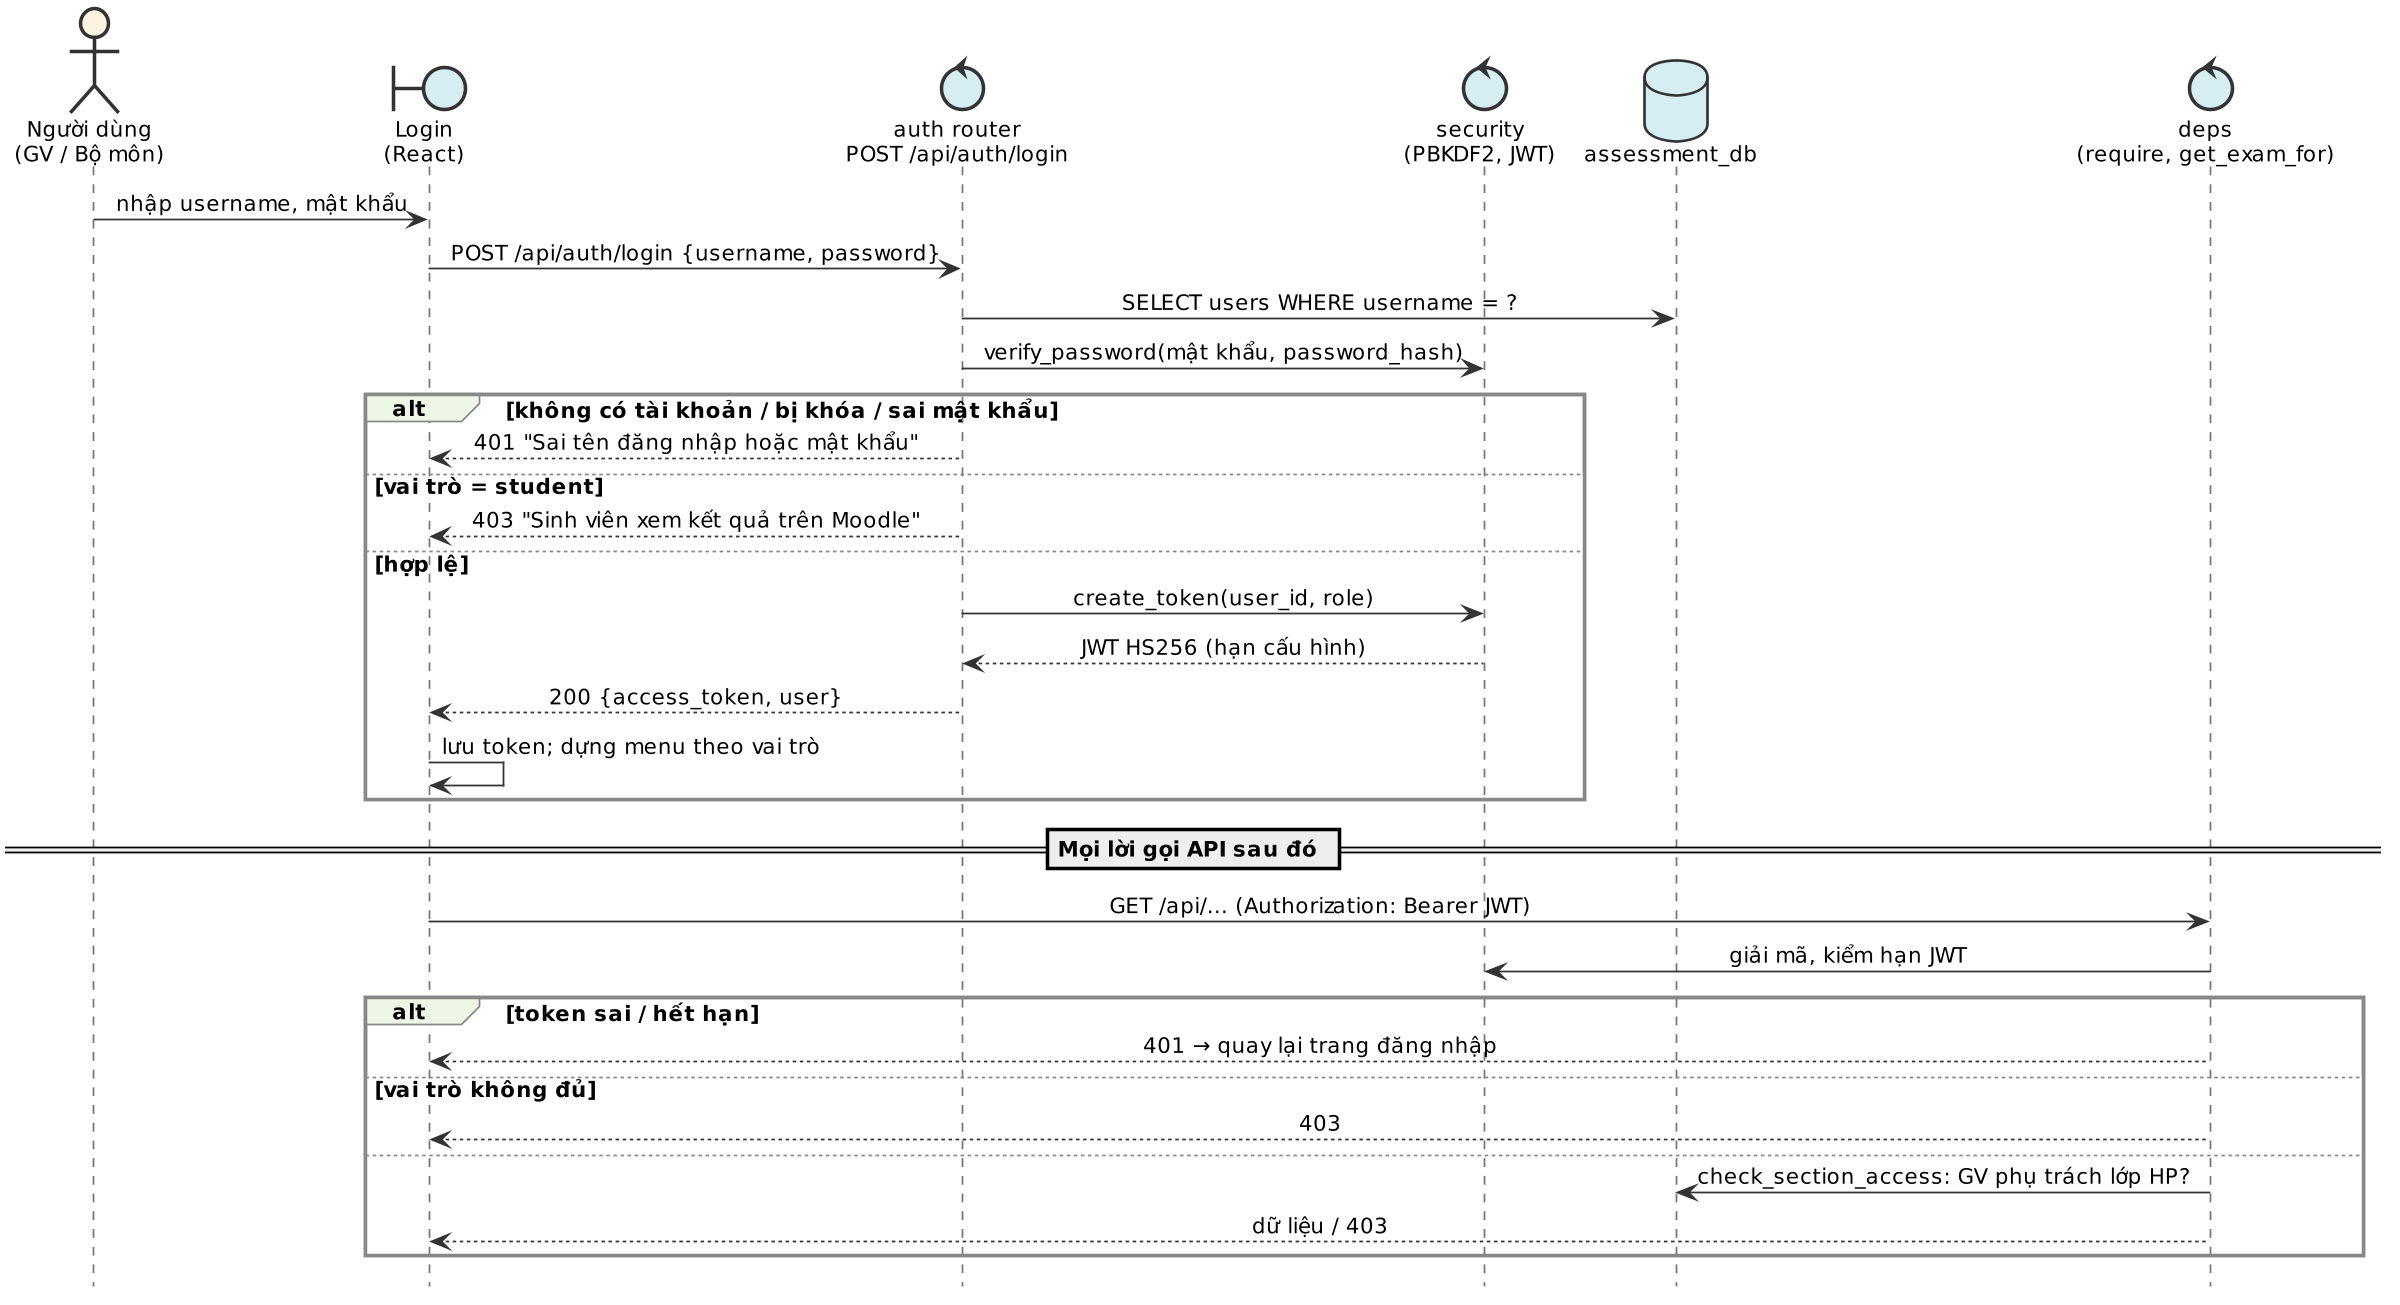 Người dùng
(GV / Bộ môn)
Login
(React)
auth router
POST /api/auth/login
security
(PBKDF2, JWT)
assessment_db
deps
(require, get_exam_for)
nhập username, mật khẩu
POST /api/auth/login {username, password}
SELECT users WHERE username = ?
verify_password(mật khẩu, password_hash)
alt [không có tài khoản / bị khóa / sai mật khẩu]
401 "Sai tên đăng nhập hoặc mật khẩu"
[vai trò = student]
403 "Sinh viên xem kết quả trên Moodle"
[hợp lệ]
create_token(user_id, role)
JWT HS256 (hạn cấu hình)
200 {access_token, user}
lưu token; dựng menu theo vai trò
Mọi lời gọi API sau đó
GET /api/... (Authorization: Bearer JWT)
giải mã, kiểm hạn JWT
alt [token sai / hết hạn]
401 → quay lại trang đăng nhập
[vai trò không đủ]
403
check_section_access: GV phụ trách lớp HP?
dữ liệu / 403